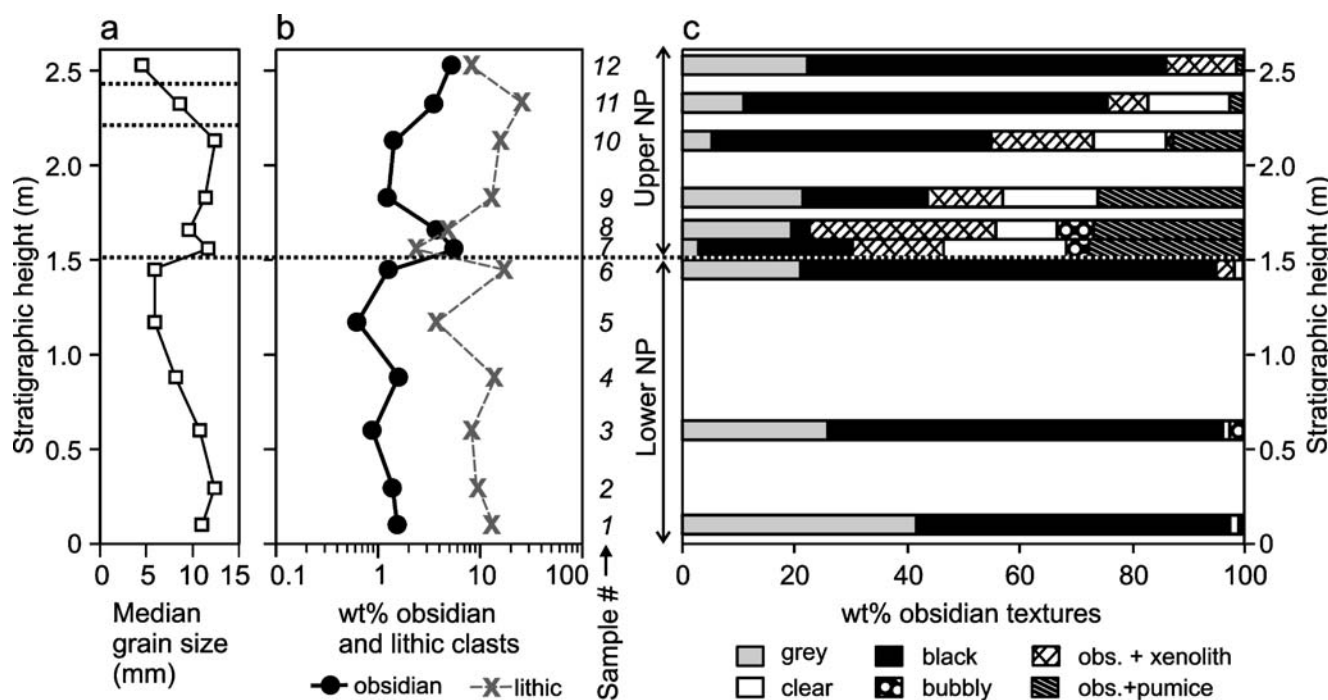 a
b
c
Stratigraphic height (m)
2.5
2.0
1.5
1.0
0.5
0
0 5 10 15
Median
grain size
(mm)
0.1 1 10 100
wt% obsidian
and lithic clasts
obsidian lithic
12
11
10
9
8
7
6
5
4
3
2
1
Sample #
Upper NP
Lower NP
0 20 40 60 80 100
wt% obsidian textures
2.5
2.0
1.5
1.0
0.5
0
Stratigraphic height (m)
grey black obs. + xenolith
clear bubbly obs.+pumice